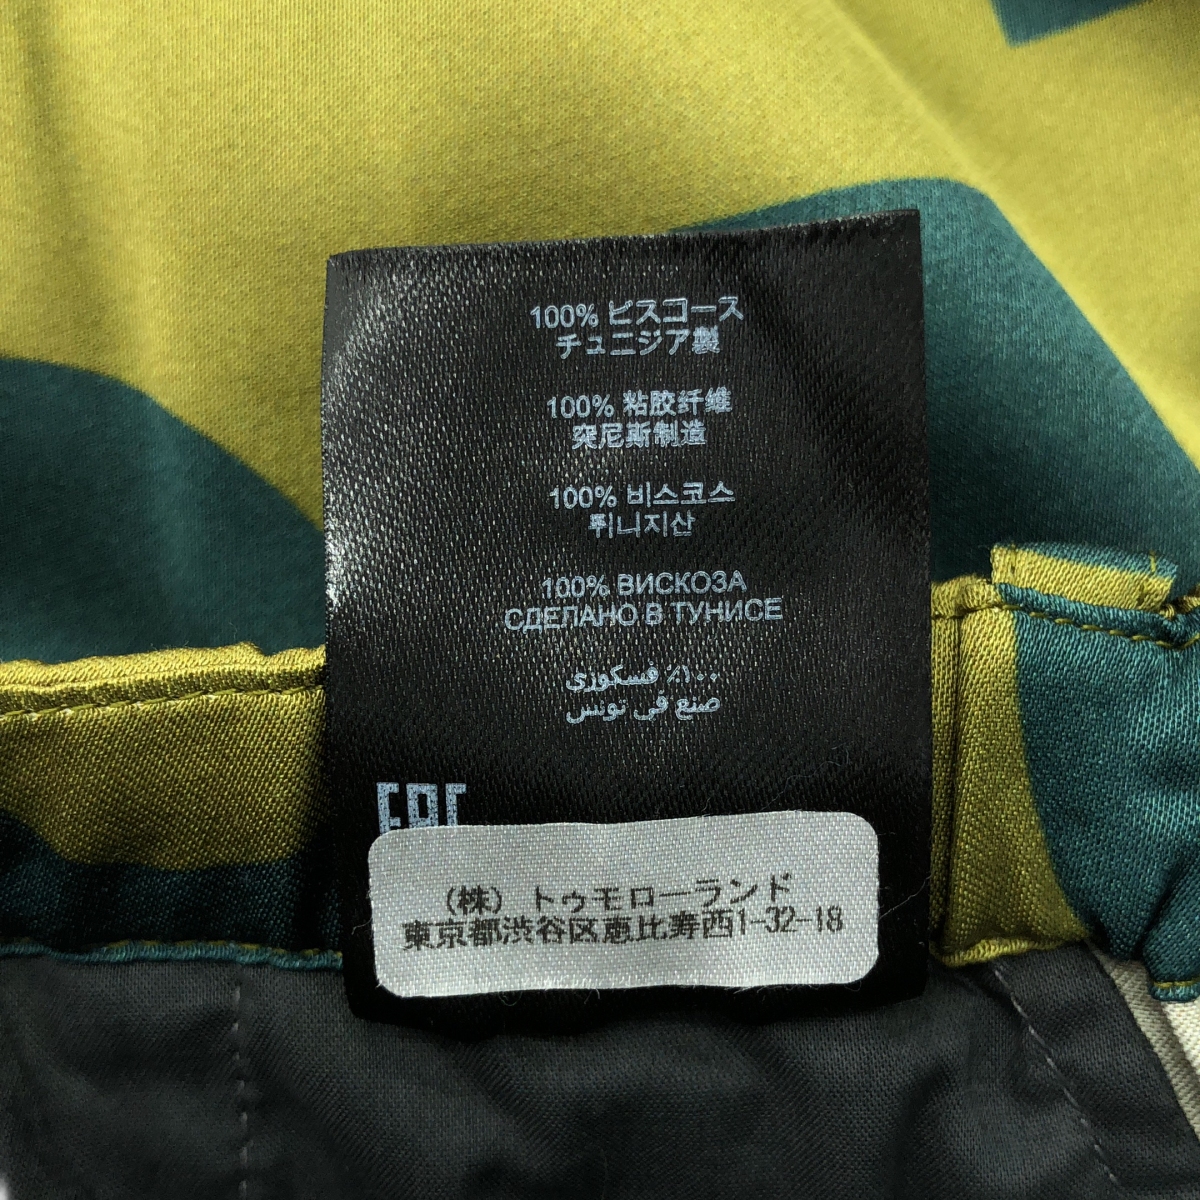 100% ビスコース
チュニジア製
100% 粘胶纤维
突尼斯制造
100% 비스코스
튀니지산
100% ВИСКОЗА
СДЕЛАНО В ТУНИСЕ
١٠٠٪ فسكوزى
صنع في تونس
EAC
(株) トゥモローランド
東京都渋谷区恵比寿西1-32-18